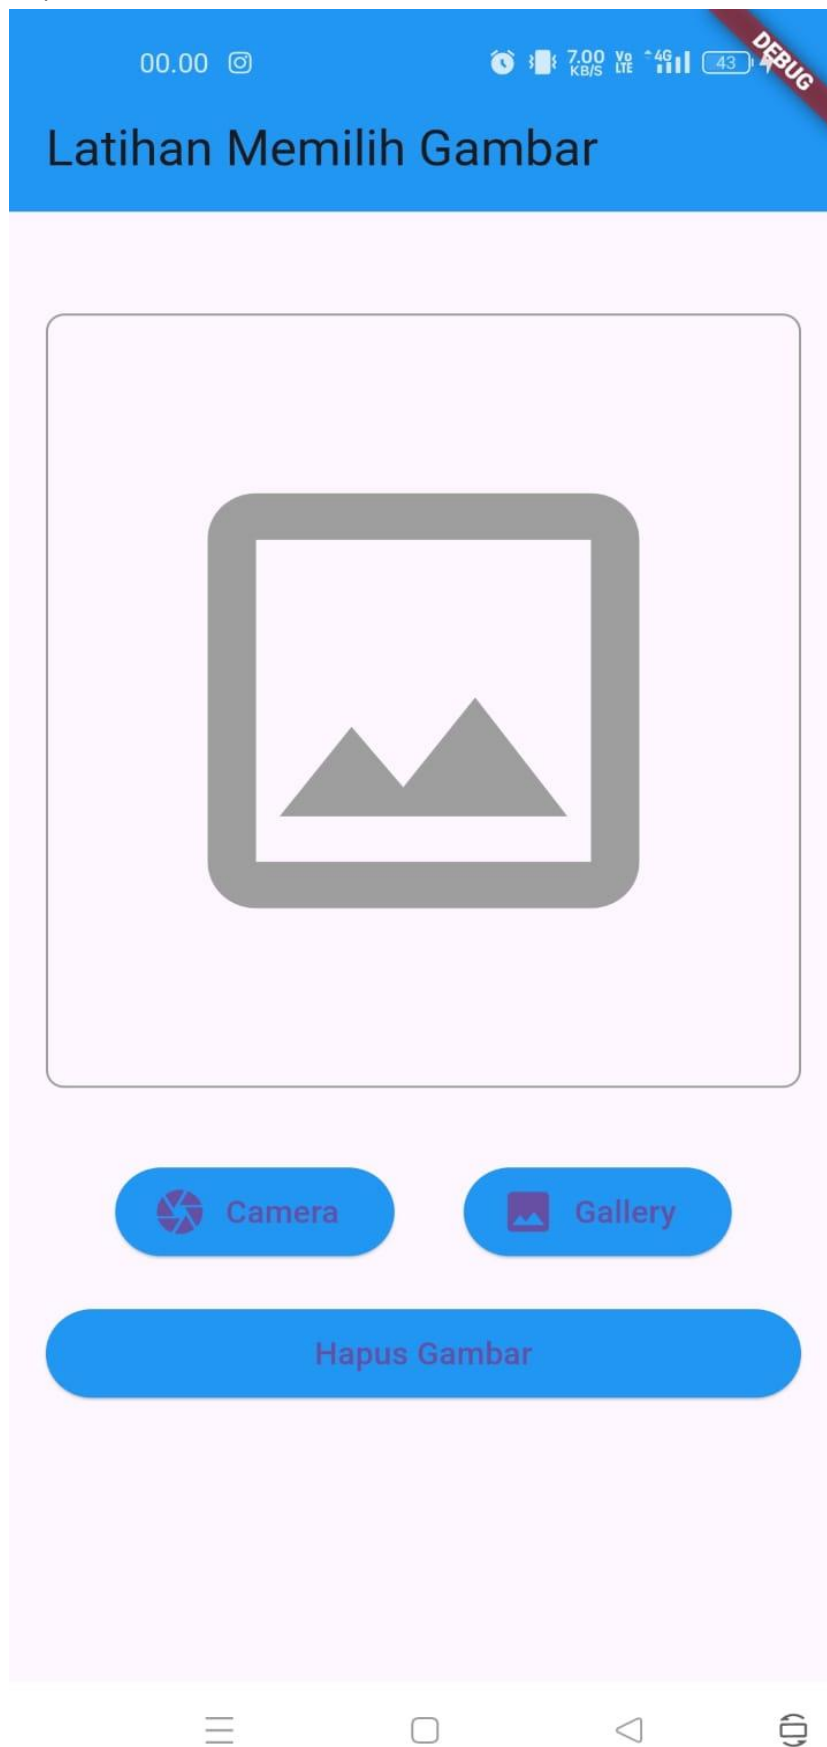 00.00 7.00 KB/S Vo LTE 4G 43
DEBUG
Latihan Memilih Gambar
Camera Gallery
Hapus Gambar